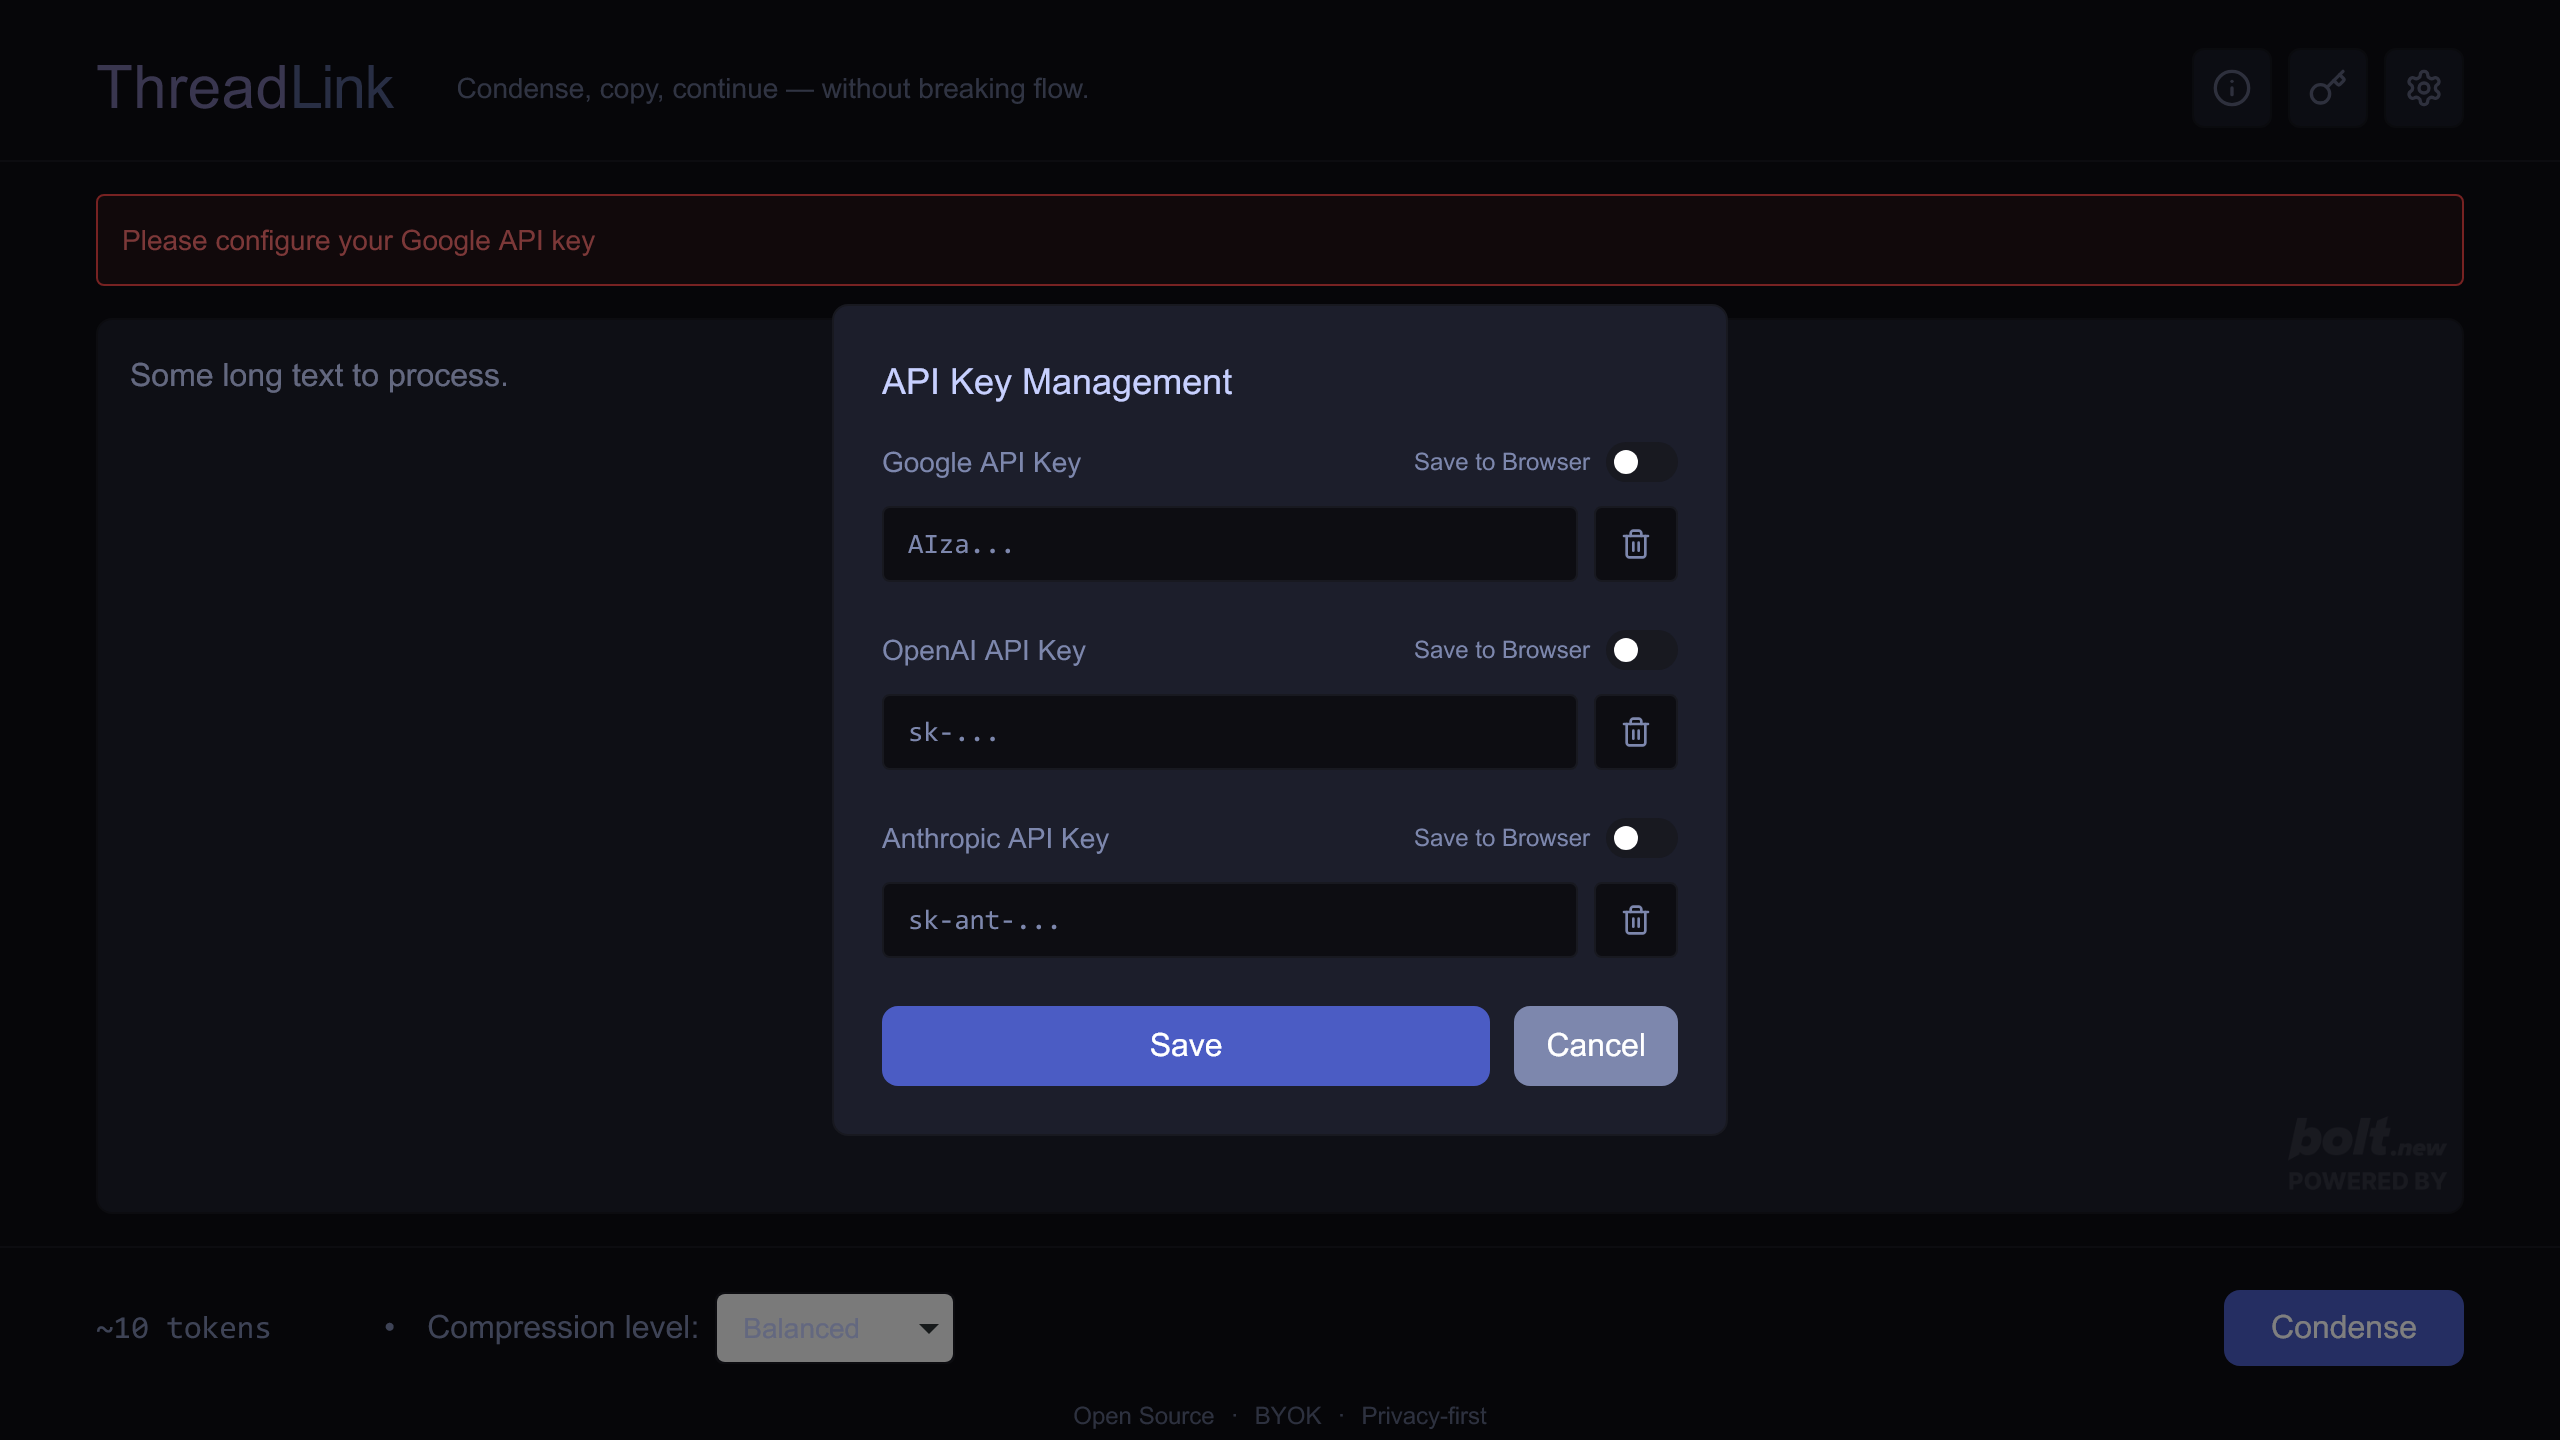 ThreadLink
Condense, copy, continue — without breaking flow.
Please configure your Google API key
Some long text to process.
API Key Management
Google API Key
Save to Browser
AIza...
OpenAI API Key
Save to Browser
sk-...
Anthropic API Key
Save to Browser
sk-ant-...
Save
Cancel
bolt.new
POWERED BY
~10 tokens
• Compression level:
Balanced
Condense
Open Source · BYOK · Privacy-first